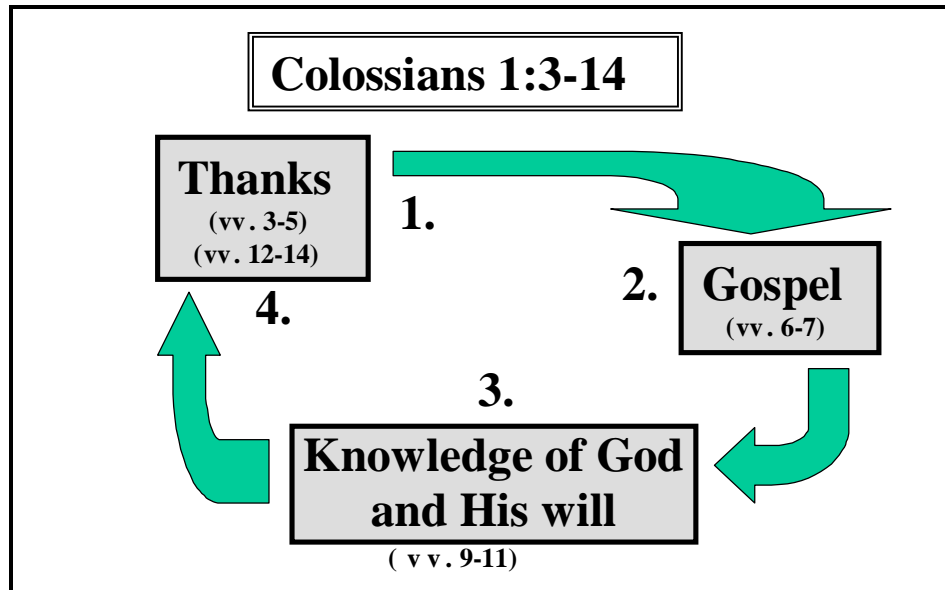 Colossians 1:3-14
Thanks
(vv. 3-5)
(vv. 12-14)
1.
2.
Gospel
(vv. 6-7)
4.
3.
Knowledge of God
and His will
( v v. 9-11)